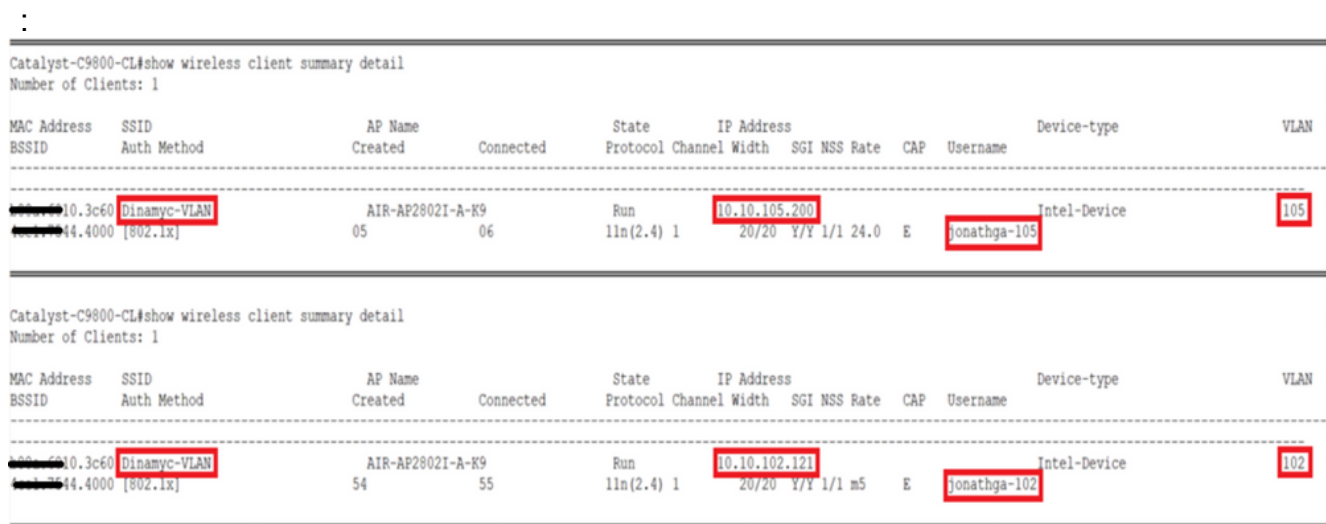 :
Catalyst-C9800-CL#show wireless client summary detail
Number of Clients: 1
MAC Address SSID AP Name State IP Address Device-type VLAN
BSSID Auth Method Created Connected Protocol Channel Width SGI NSS Rate CAP Username
10.3c60 Dinamyc-VLAN AIR-AP2802I-A-K9 Run 10.10.105.200 Intel-Device 105
44.4000 [802.1x] 05 06 11n(2.4) 1 20/20 Y/Y 1/1 24.0 E jonathga-105
Catalyst-C9800-CL#show wireless client summary detail
Number of Clients: 1
MAC Address SSID AP Name State IP Address Device-type VLAN
BSSID Auth Method Created Connected Protocol Channel Width SGI NSS Rate CAP Username
10.3c60 Dinamyc-VLAN AIR-AP2802I-A-K9 Run 10.10.102.121 Intel-Device 102
44.4000 [802.1x] 54 55 11n(2.4) 1 20/20 Y/Y 1/1 m5 E jonathga-102